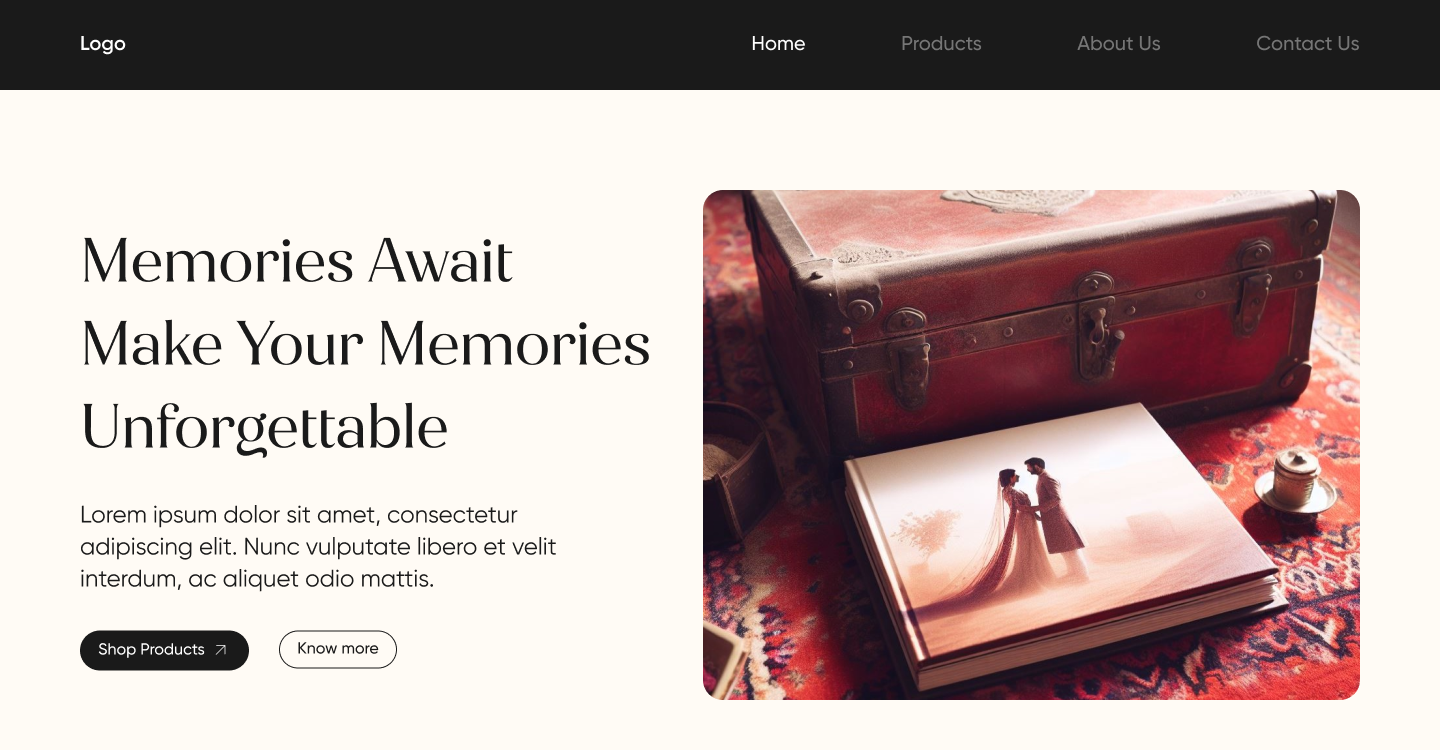 Logo
Home
Products
About Us
Contact Us
Memories Await
Make Your Memories
Unforgettable
Lorem ipsum dolor sit amet, consectetur
adipiscing elit. Nunc vulputate libero et velit
interdum, ac aliquet odio mattis.
Shop Products
Know more